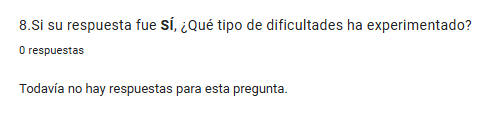 8.Si su respuesta fue SÍ, ¿Qué tipo de dificultades ha experimentado?
0 respuestas
Todavía no hay respuestas para esta pregunta.